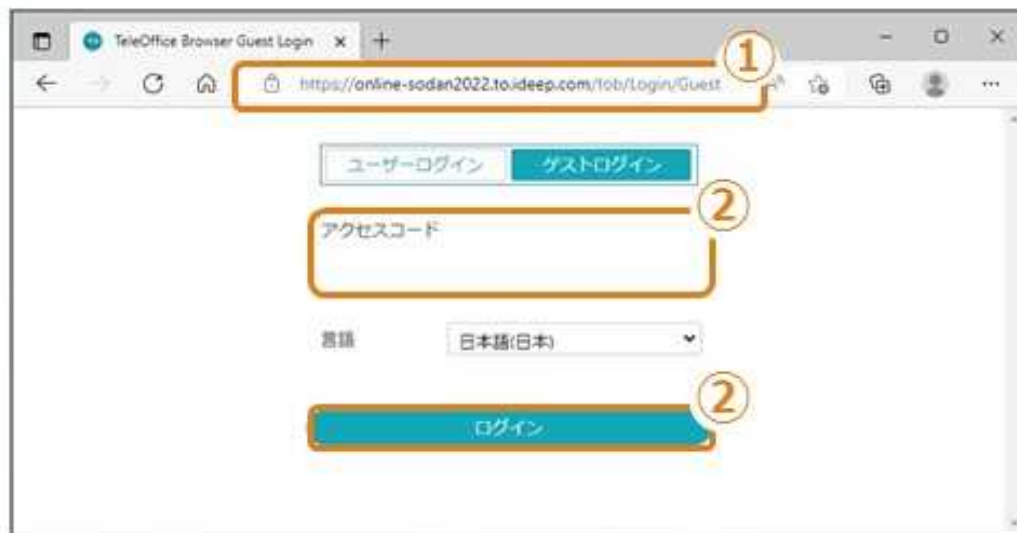 TeleOffice Browser Guest Login
①
https://online-sodan2022.to.ideep.com/tob/Login/Guest
ユーザーログイン ゲストログイン
②
アクセスコード
言語 日本語(日本)
②
ログイン